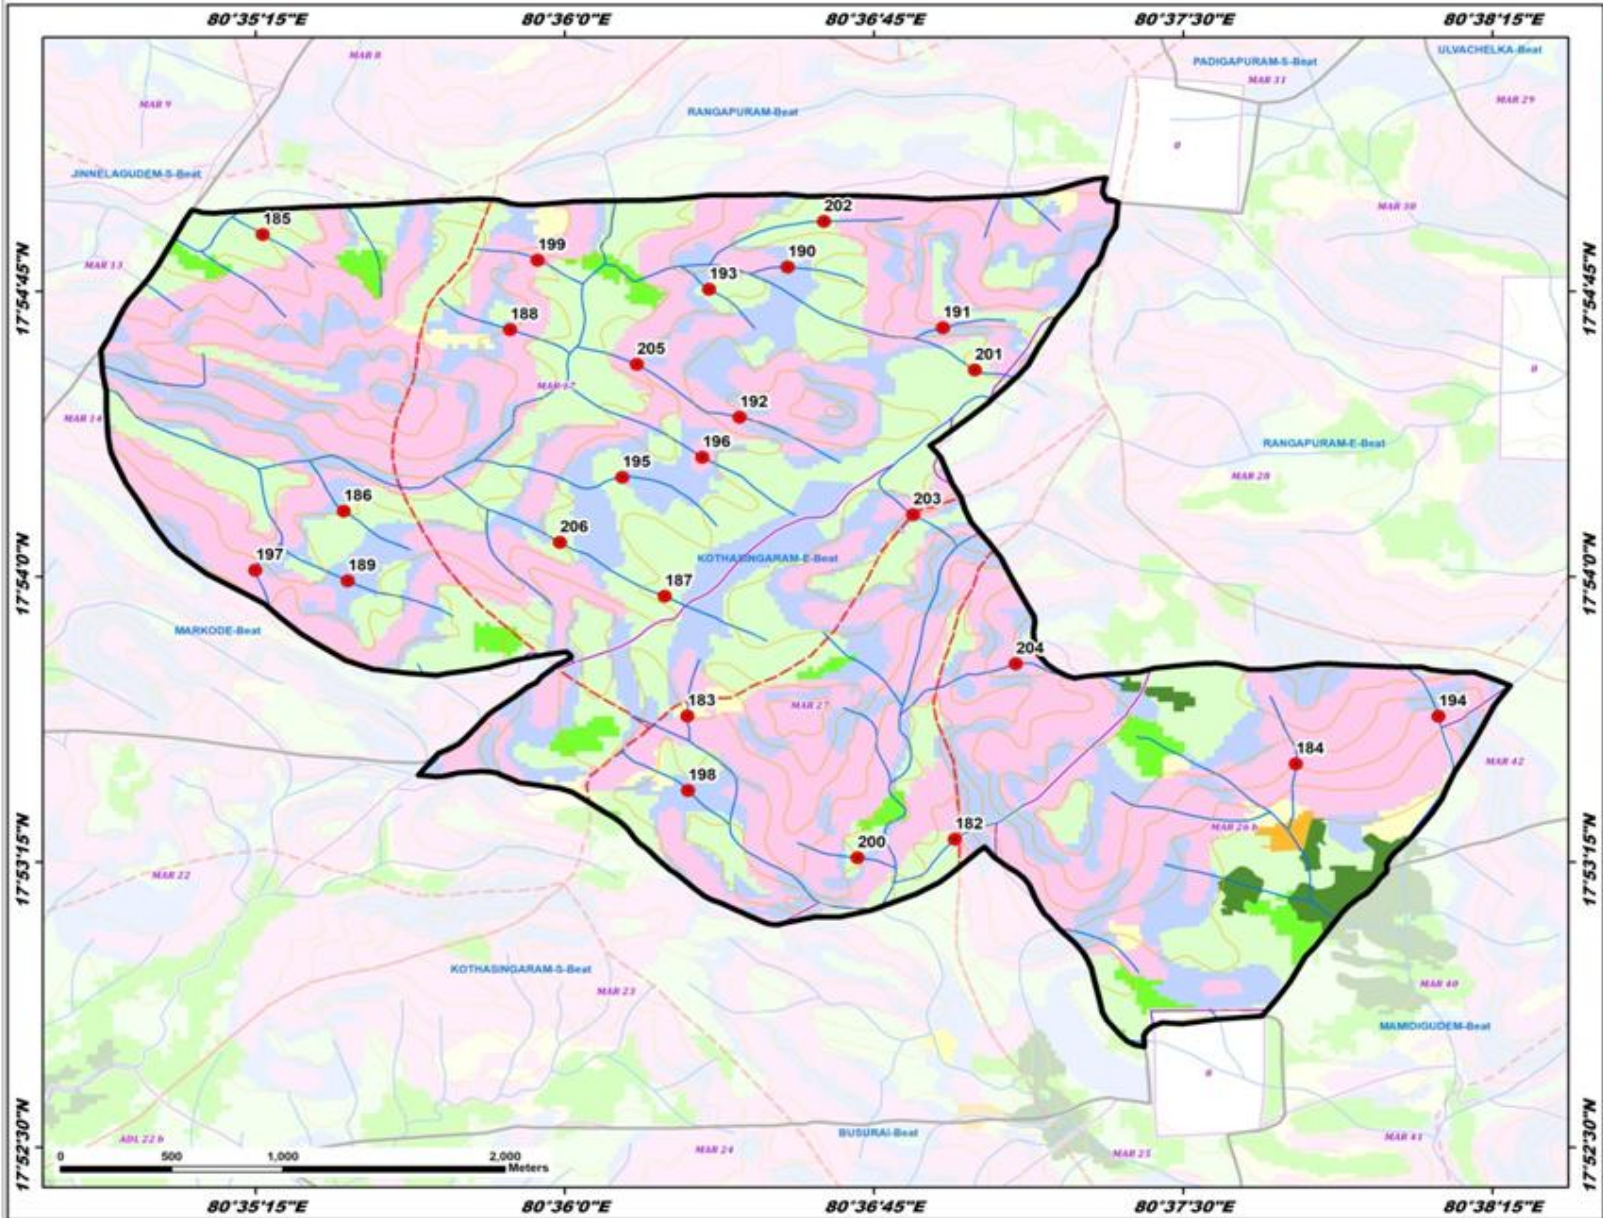 80°35'15"E 80°36'0"E 80°36'45"E 80°37'30"E 80°38'15"E
ULVACHELKA-Beat
MAR 8
PADIGAPURAM-S-Beat
MAR 31
MAR 9
MAR 29
RANGAPURAM-Beat
0
JINNELAGUDEM-S-Beat
MAR 30
185
202
199
190
MAR 13
193
17°54'45"N
17°54'45"N
191
188
205
201
0
MAR 17
192
MAR 14
196
RANGAPURAM-E-Beat
195
MAR 28
186
203
206
197
KOTHASINGARAM-E-Beat
189
17°54'0"N
17°54'0"N
187
MARKODE-Beat
204
183
MAR 27
194
184
MAR 42
198
182
MAR 26 b
200
17°53'15"N
17°53'15"N
MAR 22
KOTHASINGARAM-S-Beat
MAR 23
MAR 40
MAMIDIGUDEM-Beat
0
ADL 22 b
MAR 24
BUSURAI-Beat
MAR 25
MAR 41
17°52'30"N
17°52'30"N
0 500 1,000 2,000
Meters
80°35'15"E 80°36'0"E 80°36'45"E 80°37'30"E 80°38'15"E